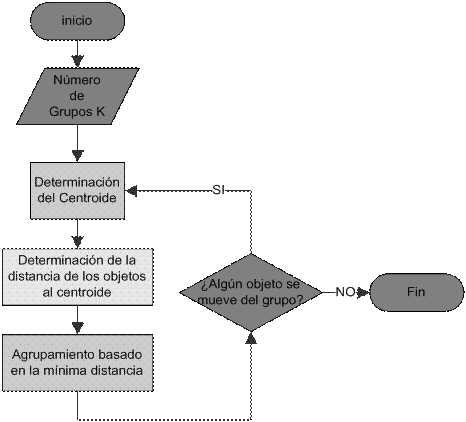 inicio
Número
de
Grupos K
Determinación
del Centroide
SI
Determinación de la
distancia de los objetos
al centroide
¿Algún objeto se
mueve del grupo?
NO
Fin
Agrupamiento basado
en la mínima distancia